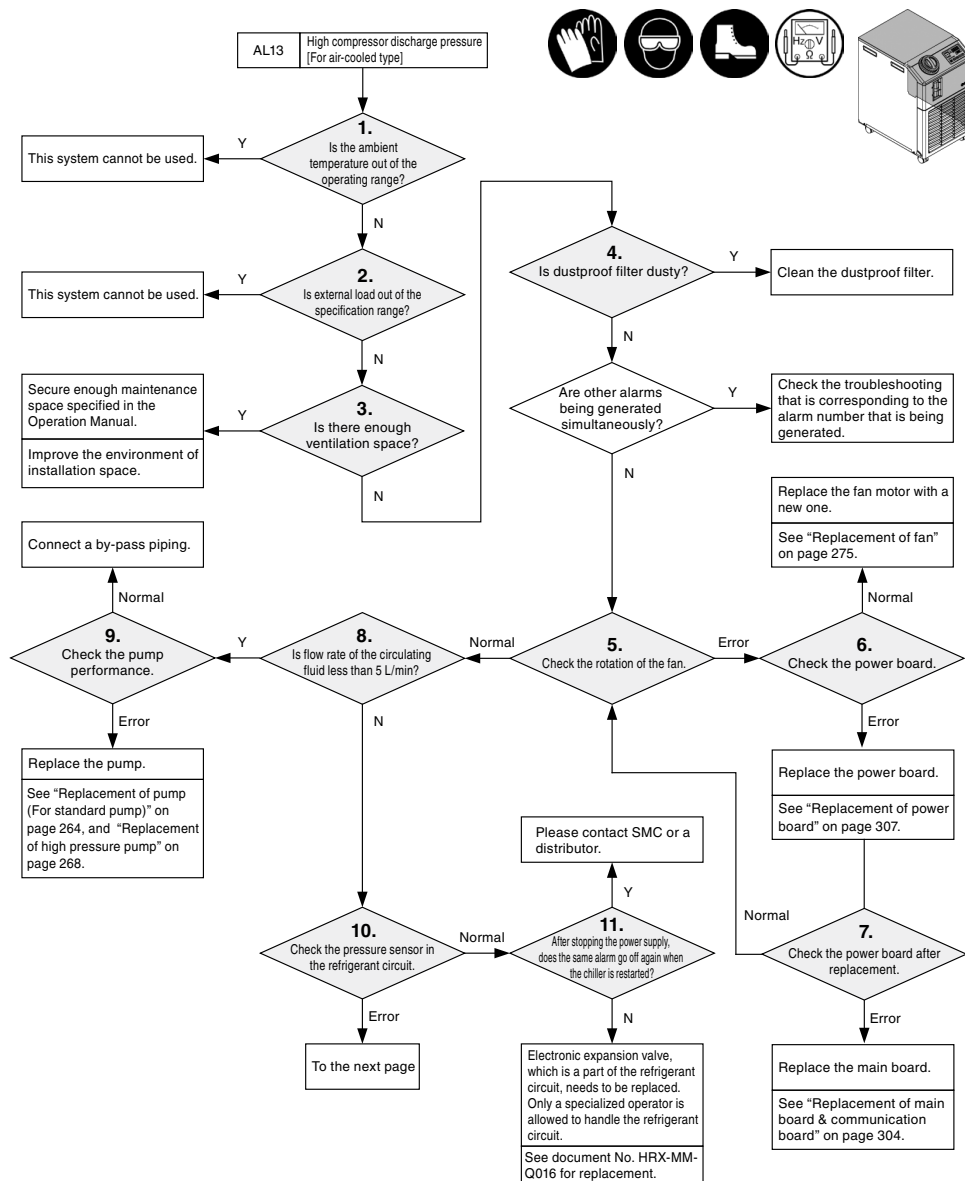 AL13
High compressor discharge pressure
[For air-cooled type]
Hz V
Ω
1.
Is the ambient
temperature out of the
operating range?
Y
This system cannot be used.
N
2.
Is external load out of the
specification range?
Y
This system cannot be used.
N
3.
Is there enough
ventilation space?
Y
Secure enough maintenance
space specified in the
Operation Manual.
Improve the environment of
installation space.
N
4.
Is dustproof filter dusty?
Y
Clean the dustproof filter.
N
Are other alarms
being generated
simultaneously?
Y
Check the troubleshooting
that is corresponding to the
alarm number that is being
generated.
N
5.
Check the rotation of the fan.
Normal
Error
6.
Check the power board.
Normal
Replace the fan motor with a
new one.
See “Replacement of fan”
on page 275.
Error
Replace the power board.
See “Replacement of power
board” on page 307.
7.
Check the power board after
replacement.
Normal
Error
Replace the main board.
See “Replacement of main
board & communication
board” on page 304.
8.
Is flow rate of the circulating
fluid less than 5 L/min?
Y
N
9.
Check the pump
performance.
Normal
Connect a by-pass piping.
Error
Replace the pump.
See “Replacement of pump
(For standard pump)” on
page 264, and “Replacement
of high pressure pump” on
page 268.
10.
Check the pressure sensor in
the refrigerant circuit.
Normal
Error
To the next page
11.
After stopping the power supply,
does the same alarm go off again when
the chiller is restarted?
Y
Please contact SMC or a
distributor.
N
Electronic expansion valve,
which is a part of the refrigerant
circuit, needs to be replaced.
Only a specialized operator is
allowed to handle the refrigerant
circuit.
See document No. HRX-MM-
Q016 for replacement.